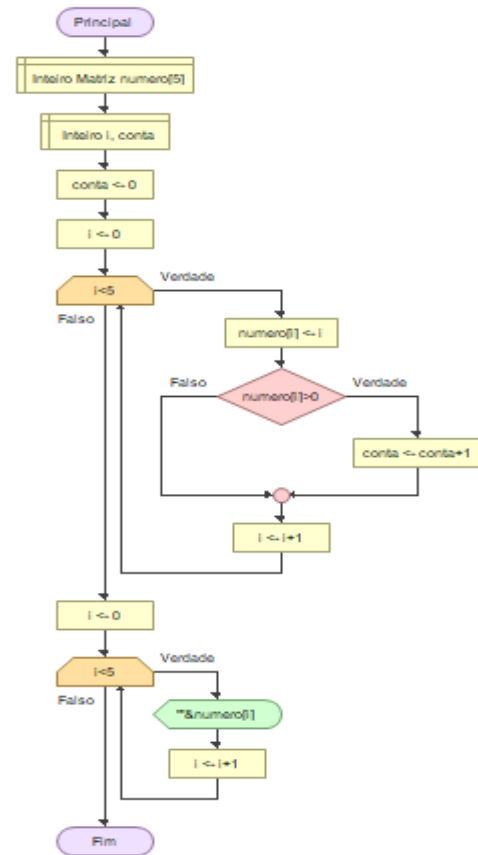 Principal
Inteiro Matriz numero[5]
Inteiro i, conta
conta <- 0
i <- 0
i<5
Verdade
Falso
numero[i] <- i
Falso
Verdade
numero[i]>0
conta <- conta+1
i <- i+1
i <- 0
i<5
Verdade
Falso
""&numero[i]
i <- i+1
Fim